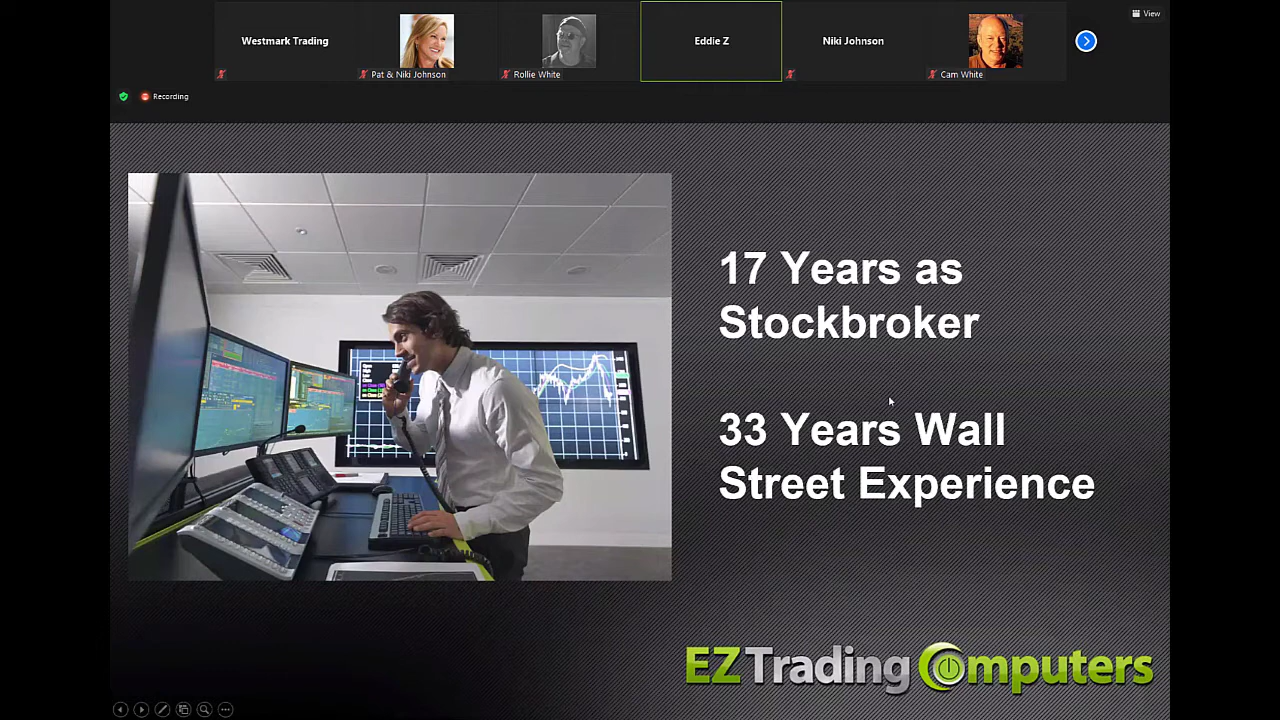 Westmark Trading
Pat & Niki Johnson
Rollie White
Eddie Z
Niki Johnson
Cam White
View
Recording
17 Years as
Stockbroker
33 Years Wall
Street Experience
EZ Trading Computers